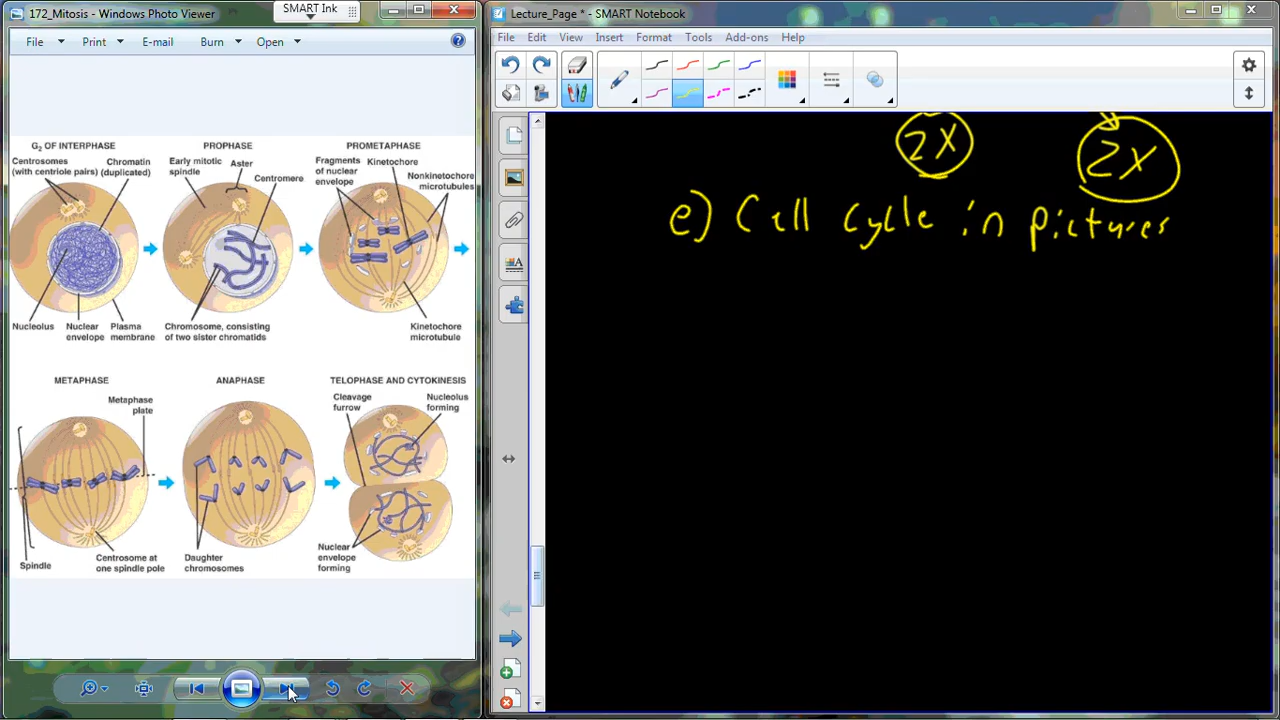 172_Mitosis - Windows Photo Viewer
SMART Ink
File Print E-mail Burn Open
G2 OF INTERPHASE
Centrosomes
(with centriole pairs)
Chromatin
(duplicated)
Nucleolus
Nuclear
envelope
Plasma
membrane
PROPHASE
Early mitotic
spindle
Aster
Centromere
Chromosome, consisting
of two sister chromatids
PROMETAPHASE
Fragments
of nuclear
envelope
Kinetochore
Nonkinetochore
microtubules
Kinetochore
microtubule
METAPHASE
Metaphase
plate
Spindle
Centrosome at
one spindle pole
ANAPHASE
Daughter
chromosomes
TELOPHASE AND CYTOKINESIS
Cleavage
furrow
Nucleolus
forming
Nuclear
envelope
forming
Lecture_Page * - SMART Notebook
File Edit View Insert Format Tools Add-ons Help
2X 2X
e) Cell cycle in pictures